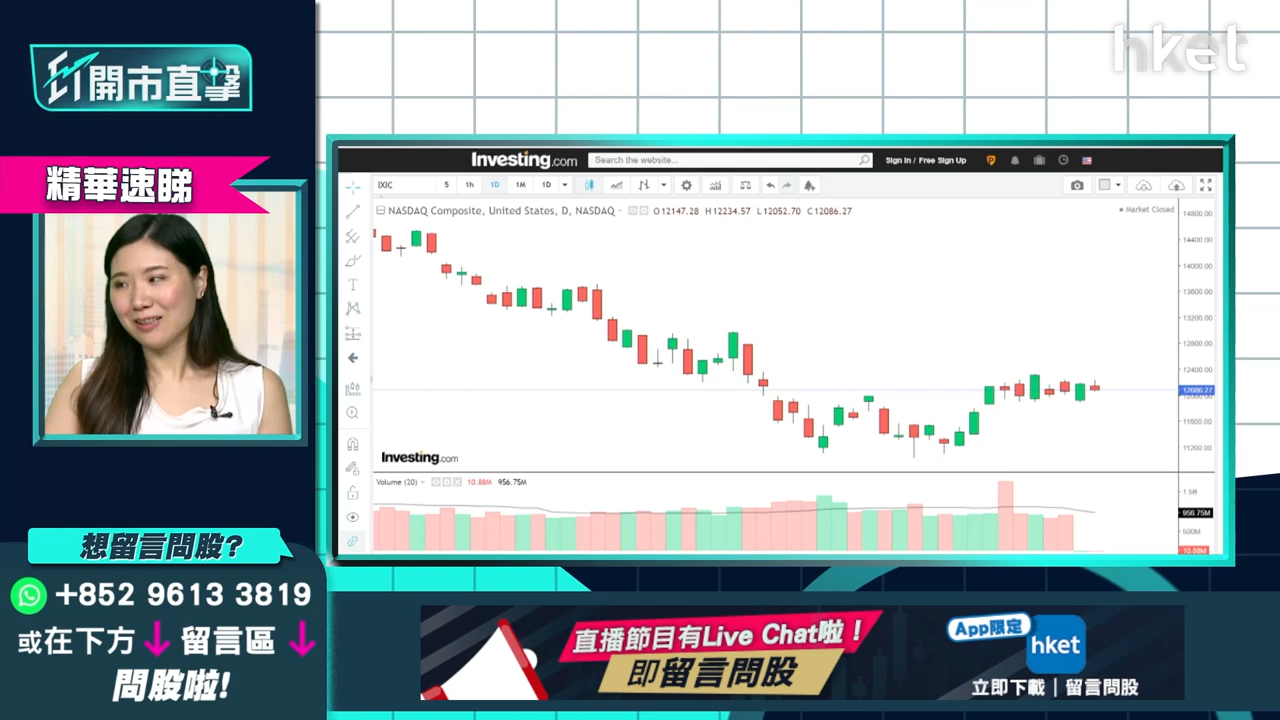 ET開市直擊
hket
精華速睇
Investing.com
Search the website...
Sign In / Free Sign Up
IXIC 5 1h 1D 1M 1D
NASDAQ Composite, United States, D, NASDAQ O12147.28 H12234.57 L12052.70 C12086.27
Market Closed
14800.00
14400.00
14000.00
13600.00
13200.00
12800.00
12400.00
12086.27
12000.00
11600.00
11200.00
Investing.com
Volume (20) 10.88M 956.75M
1.5B
956.75M
500M
10.88M
想留言問股?
+852 9613 3819
或在下方 留言區
問股啦!
直播節目有Live Chat啦!
即留言問股
App限定
hket
立即下載|留言問股